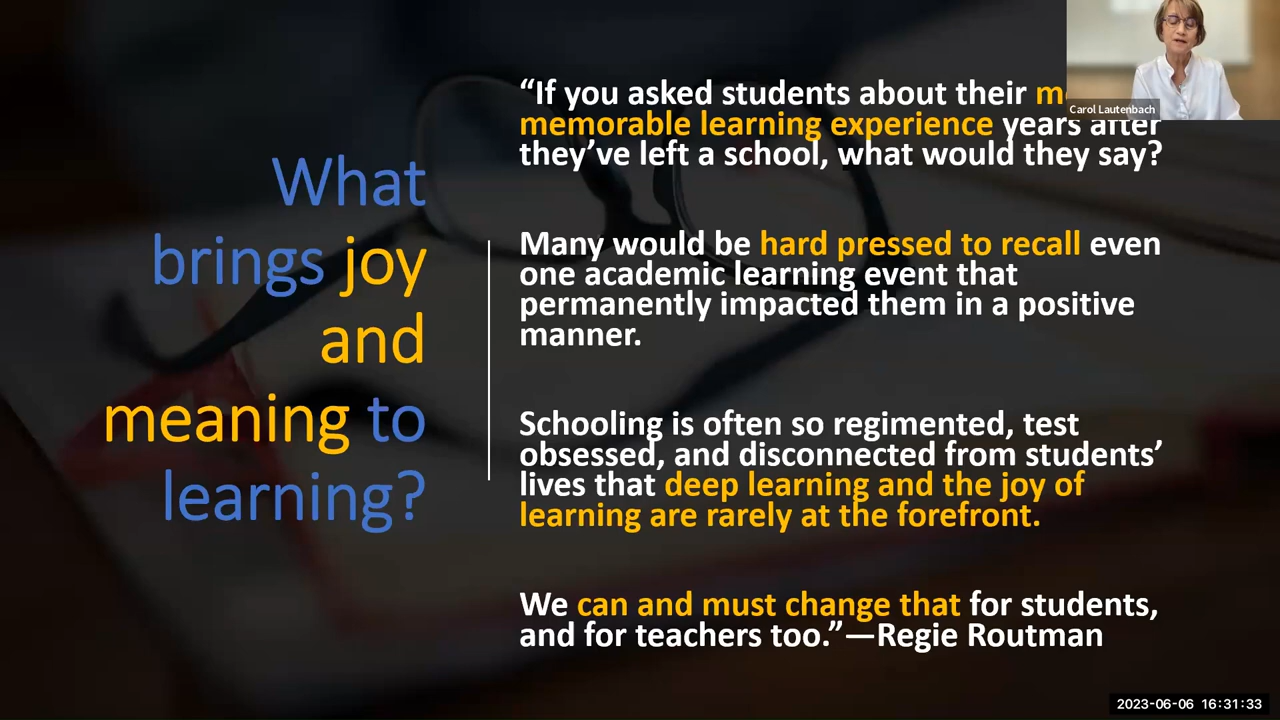 What
brings joy
and
meaning to
learning?
“If you asked students about their
memorable learning experience years after
they’ve left a school, what would they say?
Many would be hard pressed to recall even
one academic learning event that
permanently impacted them in a positive
manner.
Schooling is often so regimented, test
obsessed, and disconnected from students’
lives that deep learning and the joy of
learning are rarely at the forefront.
We can and must change that for students,
and for teachers too.”—Regie Routman
Carol Lautenbach
2023-06-06 16:31:33